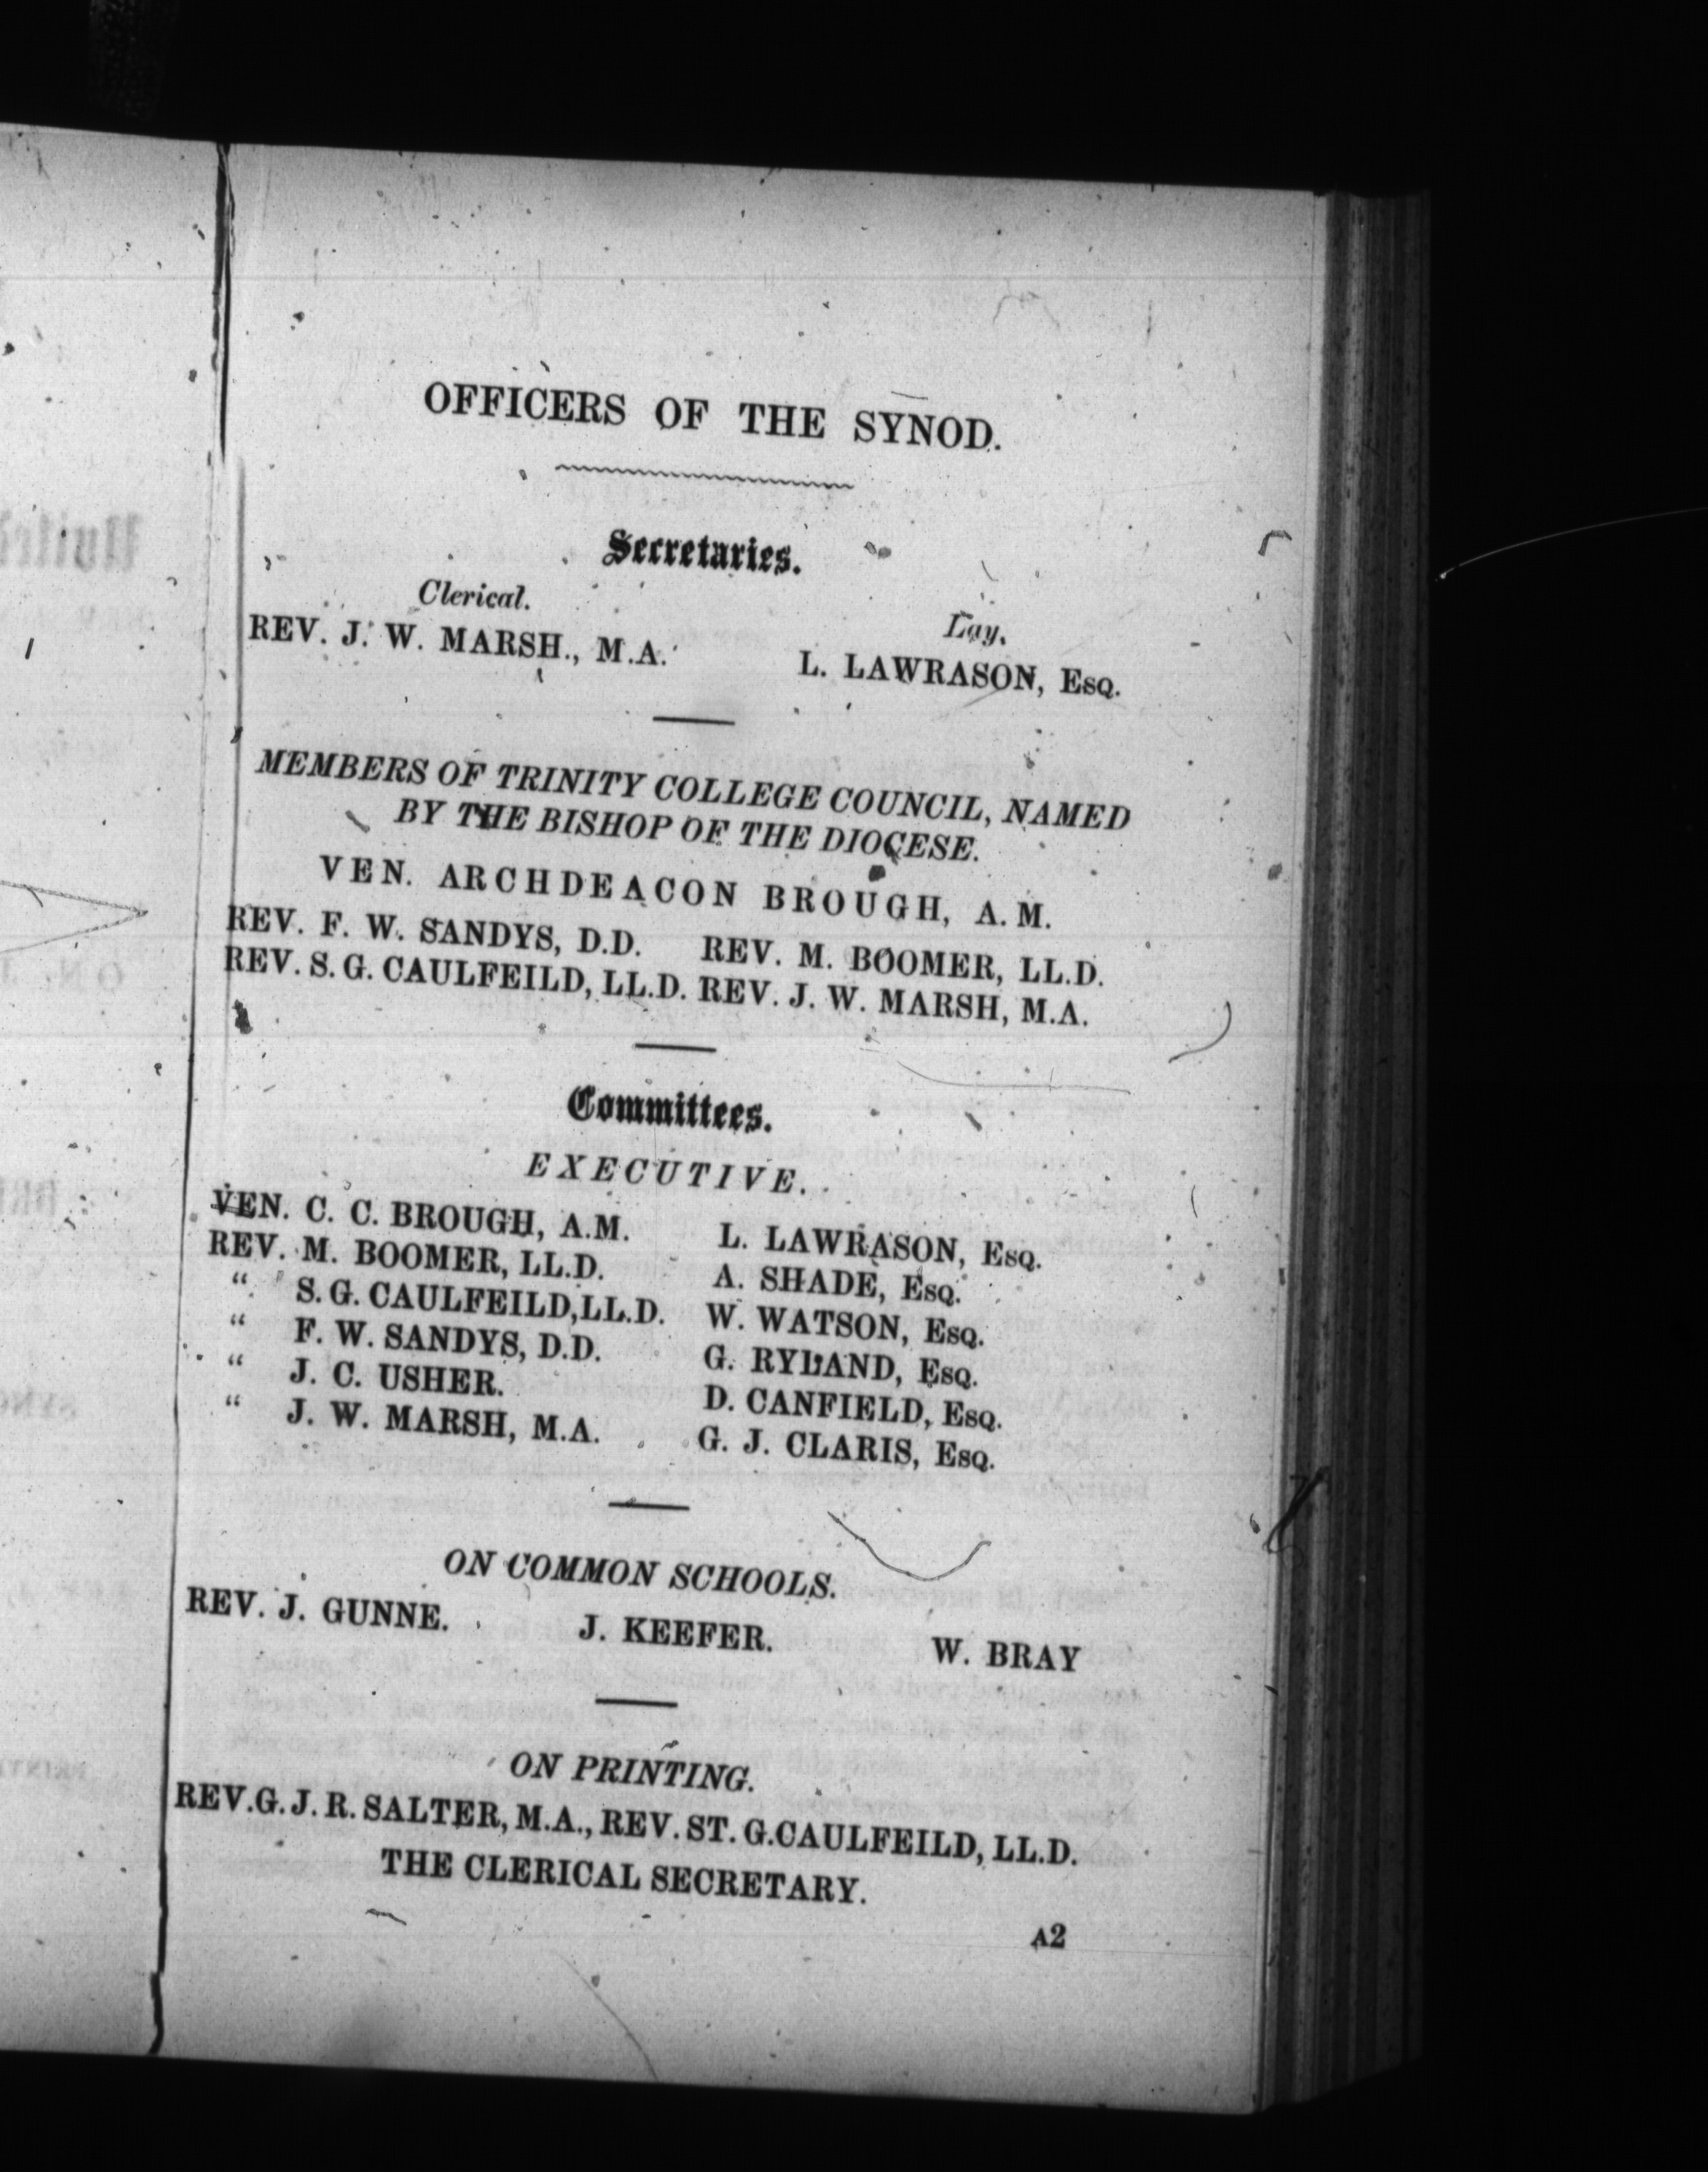 OFFICERS OF THE SYNOD.
Secretaries.
Clerical.
Lay.
REV. J. W. MARSH., M.A.
L. LAWRASON, Esq.
MEMBERS OF TRINITY COLLEGE COUNCIL, NAMED
BY THE BISHOP OF THE DIOCESE.
VEN. ARCHDEACON BROUGH, A.M.
REV. F. W. SANDYS, D.D. REV. M. BOOMER, LL.D.
REV. S. G. CAULFEILD, LL.D. REV. J. W. MARSH, M.A.
Committees.
EXECUTIVE.
VEN. C. C. BROUGH, A.M. L. LAWRASON, Esq.
REV. M. BOOMER, LL.D. A. SHADE, Esq.
“ S. G. CAULFEILD, LL.D. W. WATSON, Esq.
“ F. W. SANDYS, D.D. G. RYLAND, Esq.
“ J. C. USHER. D. CANFIELD, Esq.
“ J. W. MARSH, M.A. G. J. CLARIS, Esq.
ON COMMON SCHOOLS.
REV. J. GUNNE. J. KEEFER. W. BRAY
ON PRINTING.
REV. G. J. R. SALTER, M.A., REV. ST. G. CAULFEILD, LL.D.
THE CLERICAL SECRETARY.
A2